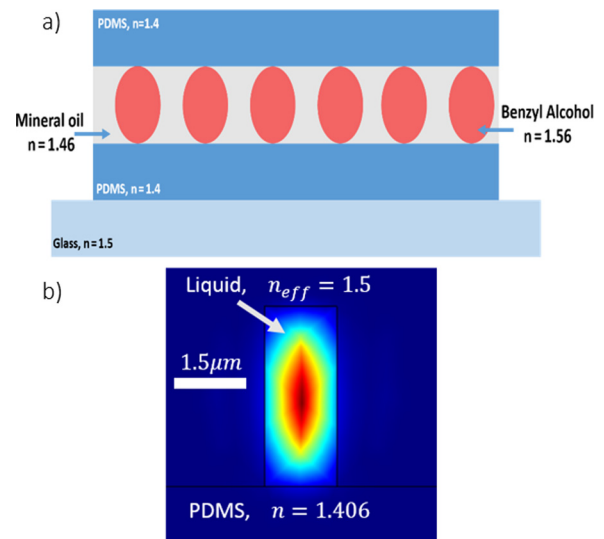 a)
PDMS, n=1.4
Mineral oil
n = 1.46
Benzyl Alcohol
n = 1.56
PDMS, n=1.4
Glass, n=1.5
b)
Liquid, n_eff = 1.5
1.5μm
PDMS, n = 1.406